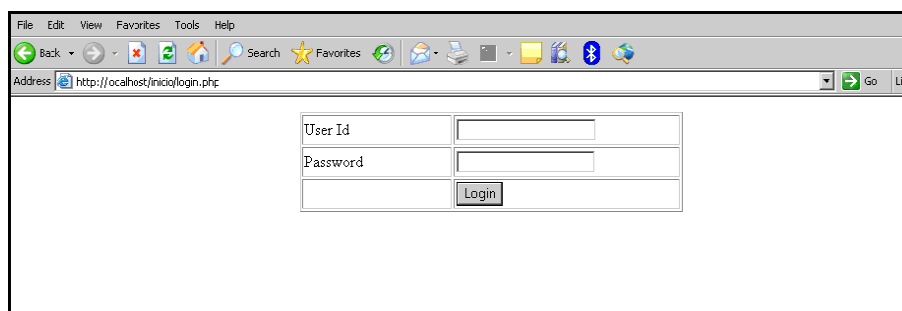 File Edit View Favorites Tools Help
Back Search Favorites
Address http://ocalhost/inicio/login.php Go Li
User Id
Password
Login